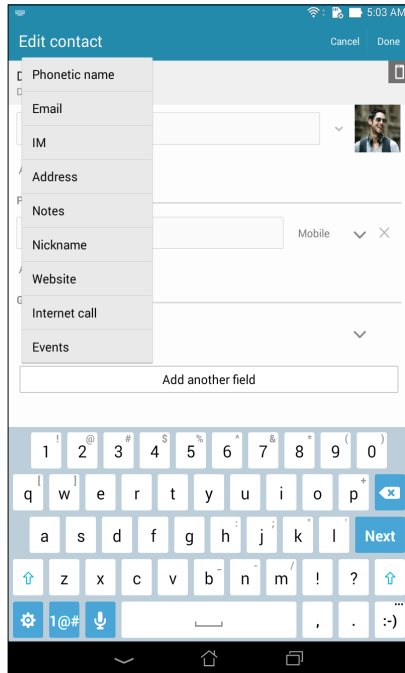 5:03 AM
Edit contact
Cancel
Done
Phonetic name
Email
IM
Address
Notes
Nickname
Website
Internet call
Events
Mobile
Add another field
! @ # $ % ^ & * ( )
1 2 3 4 5 6 7 8 9 0
[ ] +
q w e r t y u i o p
: ; " '
a s d f g h j k l Next
_ - /
z x c v b n m ! ?
1@# , . ... :-)